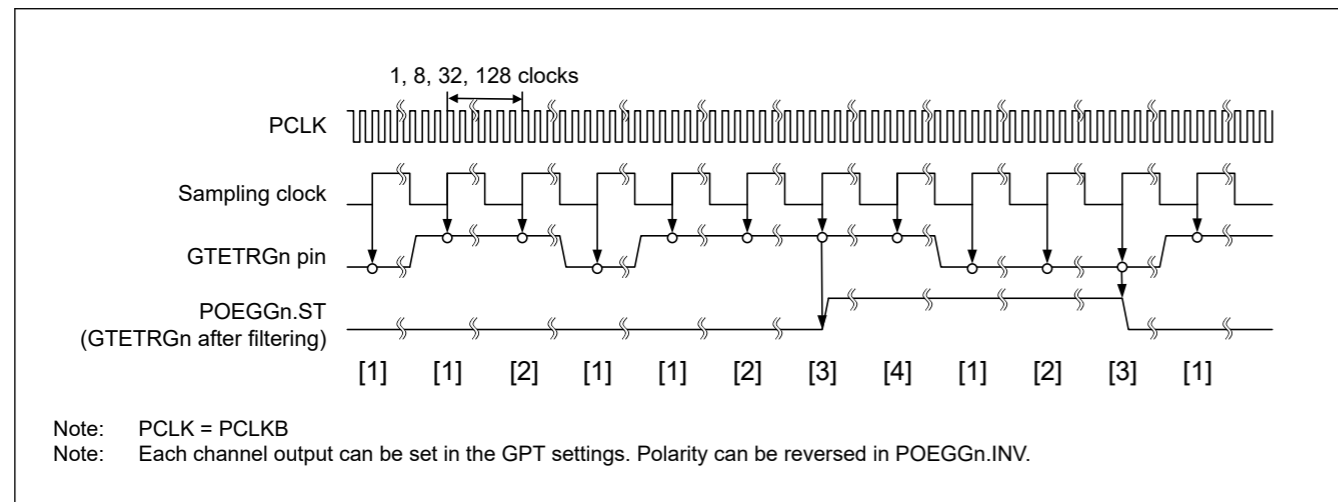 1, 8, 32, 128 clocks
PCLK
Sampling clock
GTETRGn pin
POEGGn.ST
(GTETRGn after filtering)
[1] [1] [2] [1] [1] [2] [3] [4] [1] [2] [3] [1]
Note: PCLK = PCLKB
Note: Each channel output can be set in the GPT settings. Polarity can be reversed in POEGGn.INV.